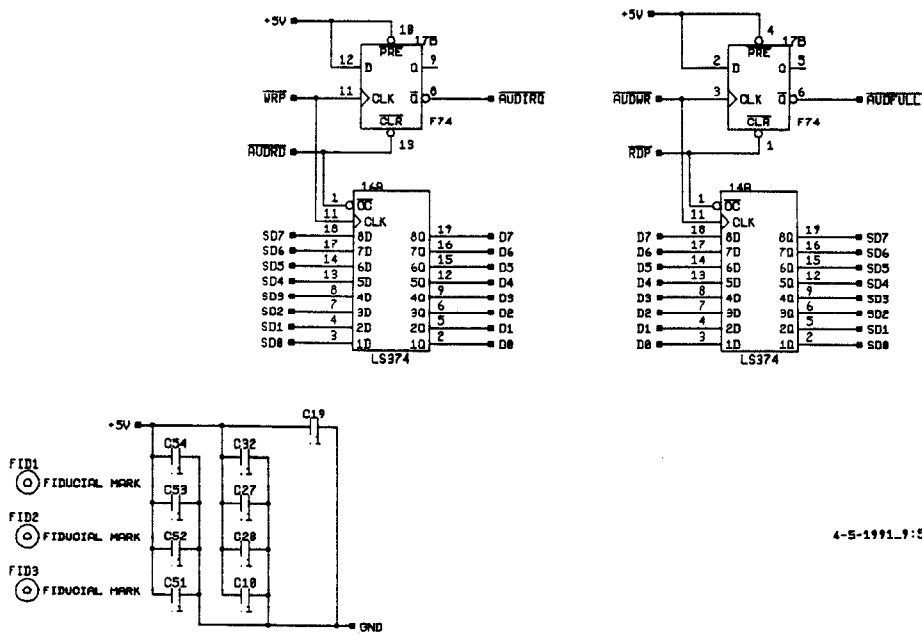 +5V
10
17B
PRE
12 D Q 9
WRP 11 CLK Q 8 AUDIRQ
CLR F74
AUDRD 13
16B
1 OC
11 CLK
SD7 18 8D 8Q 19 D7
SD6 17 7D 7Q 16 D6
SD5 14 6D 6Q 15 D5
SD4 13 5D 5Q 12 D4
SD3 8 4D 4Q 9 D3
SD2 7 3D 3Q 6 D2
SD1 4 2D 2Q 5 D1
SD0 3 1D 1Q 2 D0
LS374
+5V
4
17B
PRE
2 D Q 5
AUDWR 3 CLK Q 6 AUDFULL
CLR F74
RDP 1
14B
1 OC
11 CLK
D7 18 8D 8Q 19 SD7
D6 17 7D 7Q 16 SD6
D5 14 6D 6Q 15 SD5
D4 13 5D 5Q 12 SD4
D3 8 4D 4Q 9 SD3
D2 7 3D 3Q 6 SD2
D1 4 2D 2Q 5 SD1
D0 3 1D 1Q 2 SD0
LS374
+5V
C19
.1
C54 C32
.1 .1
C53 C27
.1 .1
C52 C28
.1 .1
C51 C10
.1 .1
GND
FID1
FIDUCIAL MARK
FID2
FIDUCIAL MARK
FID3
FIDUCIAL MARK
4-5-1991_9:5